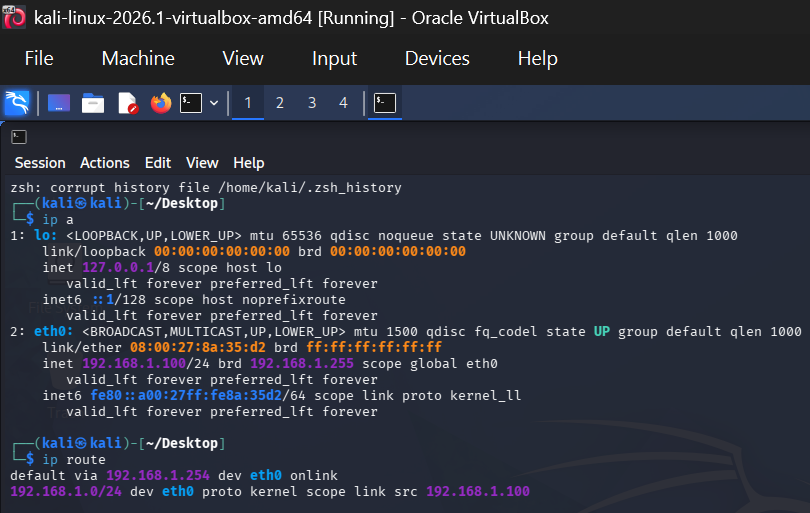 kali-linux-2026.1-virtualbox-amd64 [Running] - Oracle VirtualBox
File Machine View Input Devices Help
1 2 3 4
Session Actions Edit View Help
zsh: corrupt history file /home/kali/.zsh_history
┌──(kali㉿kali)-[~/Desktop]
└─$ ip a
1: lo: <LOOPBACK,UP,LOWER_UP> mtu 65536 qdisc noqueue state UNKNOWN group default qlen 1000
    link/loopback 00:00:00:00:00:00 brd 00:00:00:00:00:00
    inet 127.0.0.1/8 scope host lo
       valid_lft forever preferred_lft forever
    inet6 ::1/128 scope host noprefixroute
       valid_lft forever preferred_lft forever
2: eth0: <BROADCAST,MULTICAST,UP,LOWER_UP> mtu 1500 qdisc fq_codel state UP group default qlen 1000
    link/ether 08:00:27:8a:35:d2 brd ff:ff:ff:ff:ff:ff
    inet 192.168.1.100/24 brd 192.168.1.255 scope global eth0
       valid_lft forever preferred_lft forever
    inet6 fe80::a00:27ff:fe8a:35d2/64 scope link proto kernel_ll
       valid_lft forever preferred_lft forever
┌──(kali㉿kali)-[~/Desktop]
└─$ ip route
default via 192.168.1.254 dev eth0 onlink
192.168.1.0/24 dev eth0 proto kernel scope link src 192.168.1.100